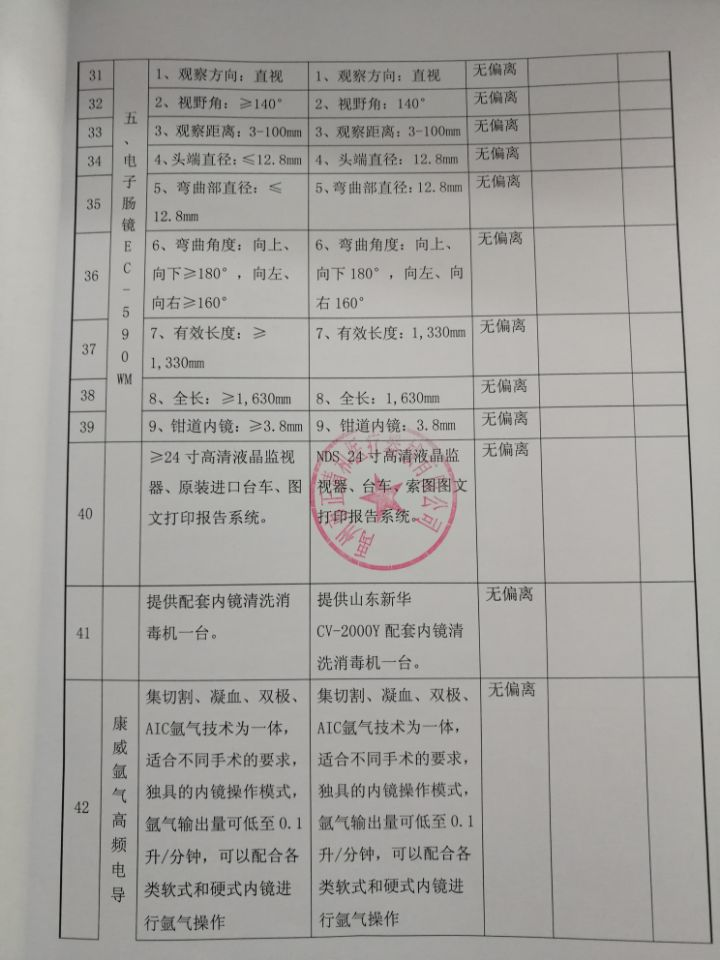 31 1、观察方向：直视 1、观察方向：直视 无偏离
32 2、视野角：≥140° 2、视野角：140° 无偏离
33 3、观察距离：3-100mm 3、观察距离：3-100mm 无偏离
34 4、头端直径：≤12.8mm 4、头端直径：12.8mm 无偏离
35 5、弯曲部直径：≤ 5、弯曲部直径：12.8mm 无偏离
12.8mm
36 6、弯曲角度：向上、 6、弯曲角度：向上、 无偏离
向下≥180°，向左、 向下 180°，向左、向
向右≥160° 右 160°
37 7、有效长度：≥ 7、有效长度：1,330mm 无偏离
1,330mm
38 8、全长：≥1,630mm 8、全长：1,630mm 无偏离
39 9、钳道内镜：≥3.8mm 9、钳道内镜：3.8mm 无偏离
五、电子肠镜EC-590WM
40 ≥24 寸高清液晶监视 NDS 24 寸高清液晶监 无偏离
器、原装进口台车、图 视器、台车、索图图文
文打印报告系统。 打印报告系统。
41 提供配套内镜清洗消 提供山东新华 无偏离
毒机一台。 CV-2000Y 配套内镜清
洗消毒机一台。
42 康威氩气高频电导 集切割、凝血、双极、 集切割、凝血、双极、 无偏离
AIC氩气技术为一体， AIC氩气技术为一体，
适合不同手术的要求， 适合不同手术的要求，
独具的内镜操作模式， 独具的内镜操作模式，
氩气输出量可低至 0.1 氩气输出量可低至 0.1
升/分钟，可以配合各 升/分钟，可以配合各
类软式和硬式内镜进 类软式和硬式内镜进
行氩气操作 行氩气操作